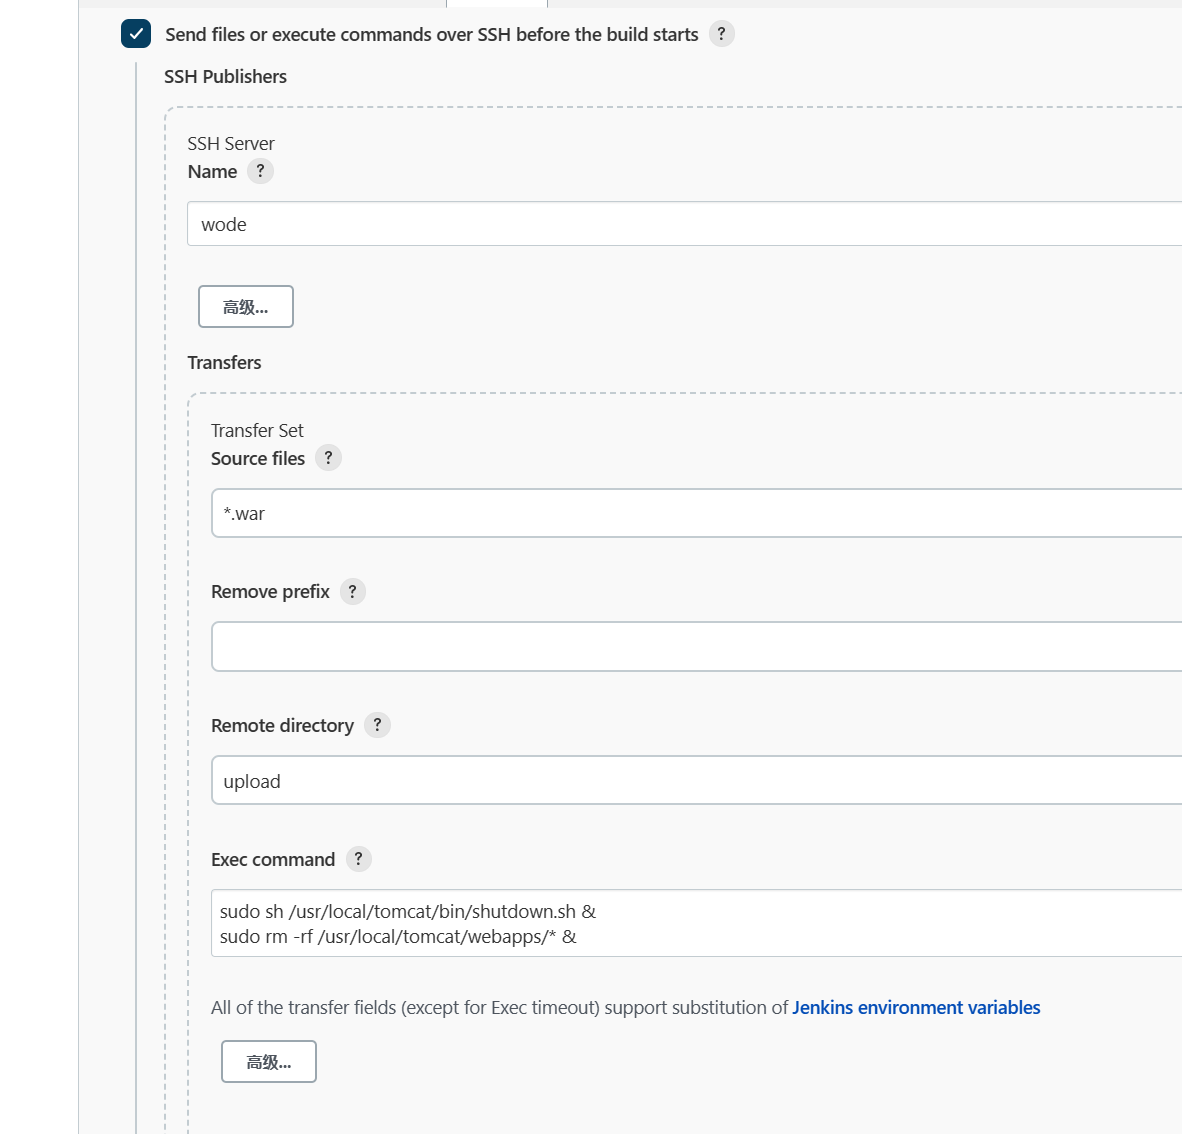 Send files or execute commands over SSH before the build starts ?
SSH Publishers
SSH Server
Name ?
wode
高级...
Transfers
Transfer Set
Source files ?
*.war
Remove prefix ?
Remote directory ?
upload
Exec command ?
sudo sh /usr/local/tomcat/bin/shutdown.sh &
sudo rm -rf /usr/local/tomcat/webapps/* &
All of the transfer fields (except for Exec timeout) support substitution of Jenkins environment variables
高级...